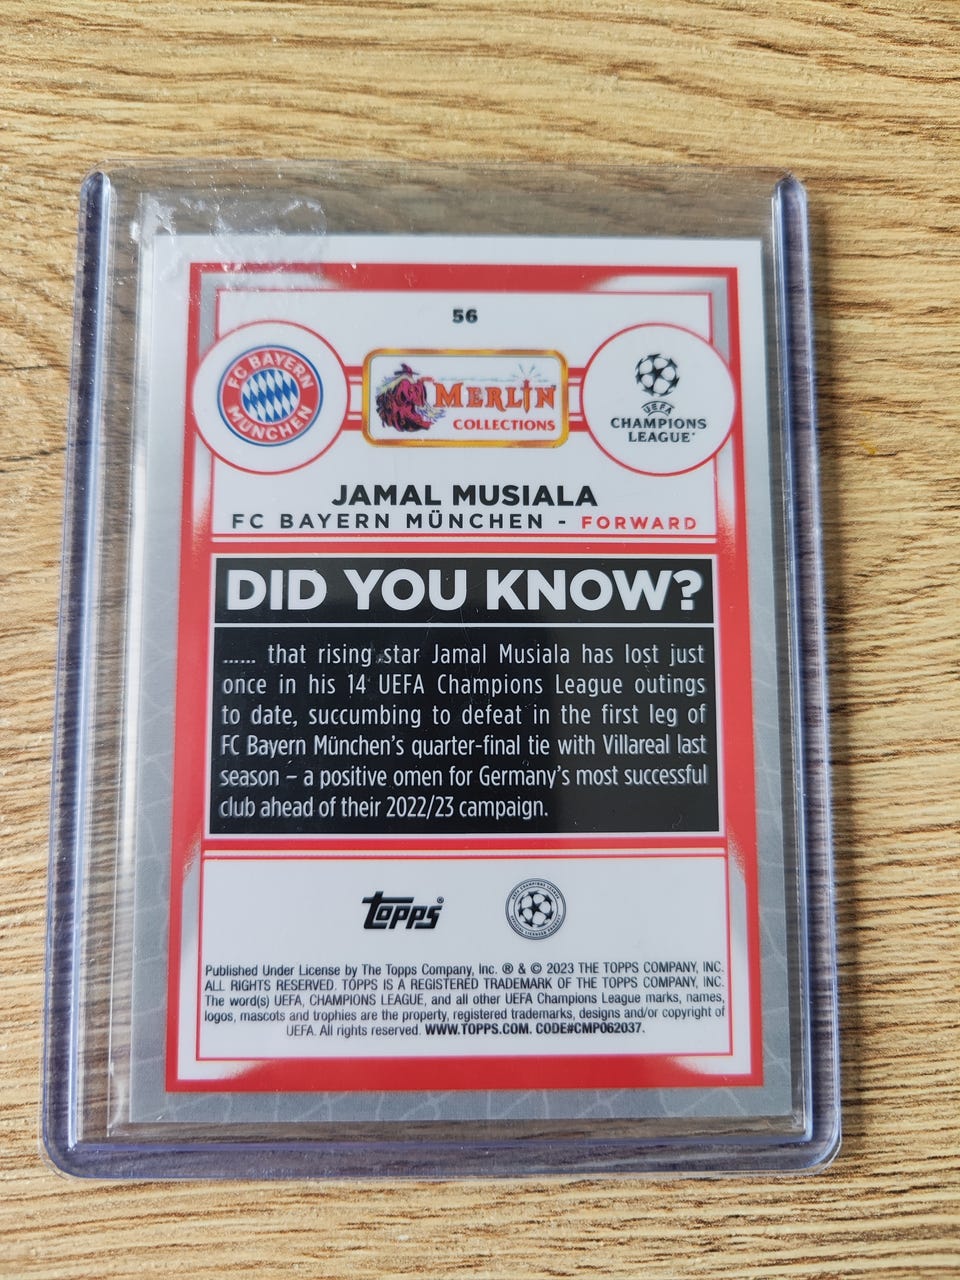 56
FC BAYERN
MÜNCHEN
MERLIN
COLLECTIONS
UEFA
CHAMPIONS
LEAGUE
JAMAL MUSIALA
FC BAYERN MÜNCHEN - FORWARD
DID YOU KNOW?
...... that rising star Jamal Musiala has lost just
once in his 14 UEFA Champions League outings
to date, succumbing to defeat in the first leg of
FC Bayern München's quarter-final tie with Villareal last
season – a positive omen for Germany's most successful
club ahead of their 2022/23 campaign.
topps®
Published Under License by The Topps Company, Inc. ® & © 2023 THE TOPPS COMPANY, INC.
ALL RIGHTS RESERVED. TOPPS IS A REGISTERED TRADEMARK OF THE TOPPS COMPANY, INC.
The word(s) UEFA, CHAMPIONS LEAGUE, and all other UEFA Champions League marks, names,
logos, mascots and trophies are the property, registered trademarks, designs and/or copyright of
UEFA. All rights reserved. WWW.TOPPS.COM. CODE#CMP062037.